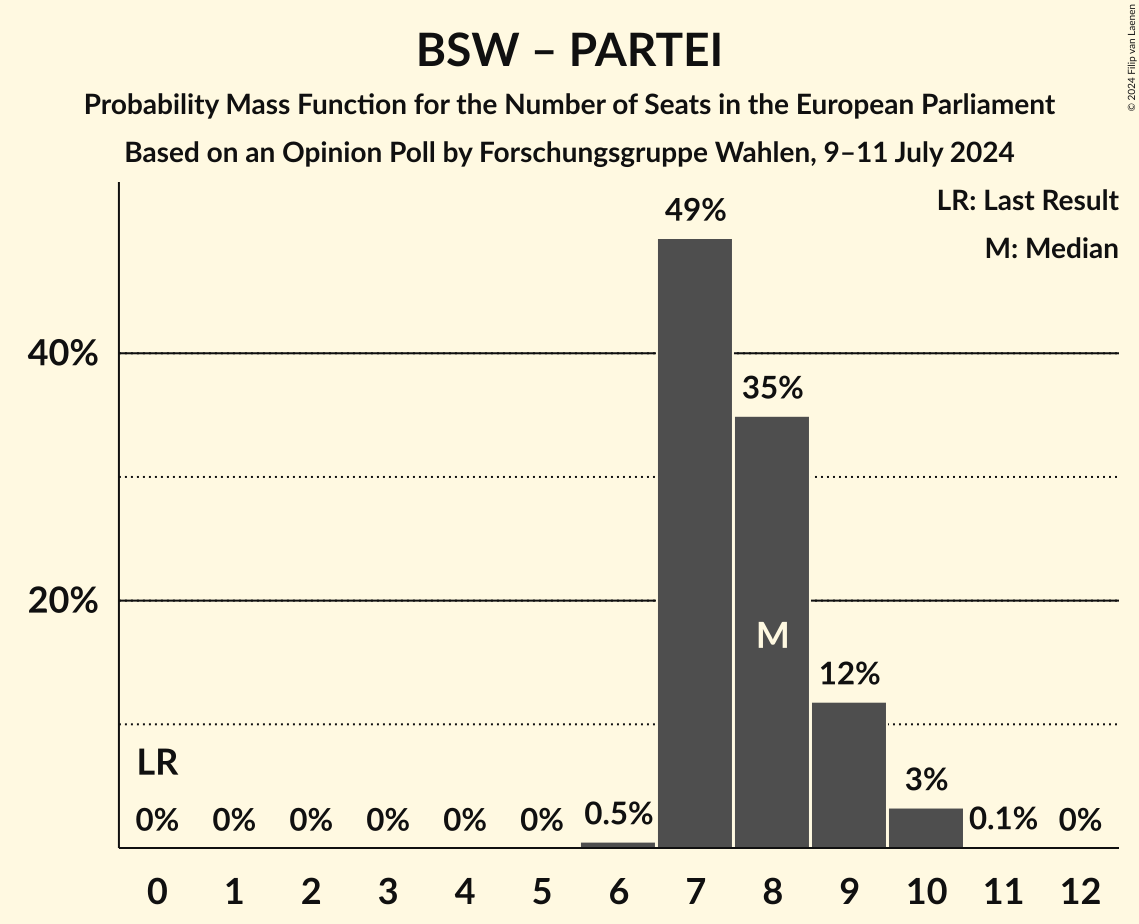 BSW – PARTEI
Probability Mass Function for the Number of Seats in the European Parliament
Based on an Opinion Poll by Forschungsgruppe Wahlen, 9–11 July 2024
© 2024 Filip van Laenen
LR: Last Result
M: Median
49%
40%
35%
20%
M
12%
LR
3%
0% 0% 0% 0% 0% 0% 0.5% 0.1% 0%
0 1 2 3 4 5 6 7 8 9 10 11 12